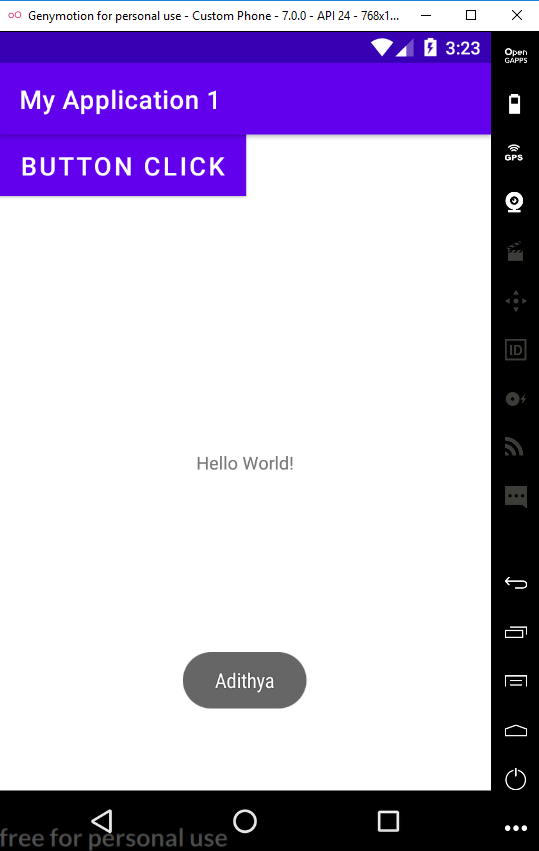 Genymotion for personal use - Custom Phone - 7.0.0 - API 24 - 768x1...
3:23
Open
GAPPS
My Application 1
BUTTON CLICK
GPS
ID
Hello World!
Adithya
free for personal use